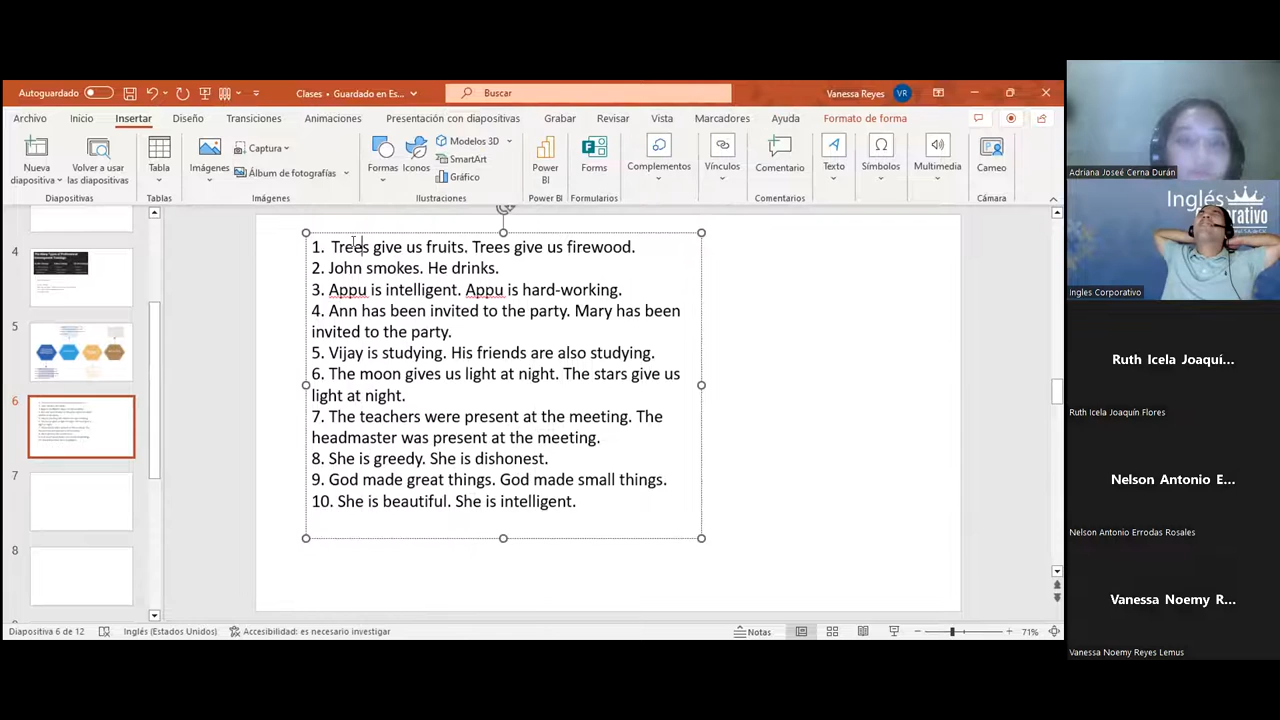 Autoguardado
Clases • Guardado en Es...
Buscar
Vanessa Reyes
VR
Archivo Inicio Insertar Diseño Transiciones Animaciones Presentación con diapositivas Grabar Revisar Vista Marcadores Ayuda Formato de forma
Nueva diapositiva
Volver a usar las diapositivas
Tabla
Imágenes
Captura
Álbum de fotografías
Formas
Iconos
Modelos 3D
SmartArt
Gráfico
Power BI
Forms
Complementos
Vínculos
Comentario
Texto
Símbolos
Multimedia
Cameo
Diapositivas Tablas Imágenes Ilustraciones Power BI Formularios Comentarios Cámara
4
5
6
7
8
1. Trees give us fruits. Trees give us firewood.
2. John smokes. He drinks.
3. Appu is intelligent. Appu is hard-working.
4. Ann has been invited to the party. Mary has been
invited to the party.
5. Vijay is studying. His friends are also studying.
6. The moon gives us light at night. The stars give us
light at night.
7. The teachers were present at the meeting. The
headmaster was present at the meeting.
8. She is greedy. She is dishonest.
9. God made great things. God made small things.
10. She is beautiful. She is intelligent.
Diapositiva 6 de 12 Inglés (Estados Unidos) Accesibilidad: es necesario investigar
Notas
71%
Adriana Joseé Cerna Durán
Inglés
Ingles Corporativo
Ruth Icela Joaquí...
Ruth Icela Joaquín Flores
Nelson Antonio E...
Nelson Antonio Errodas Rosales
Vanessa Noemy R...
Vanessa Noemy Reyes Lemus